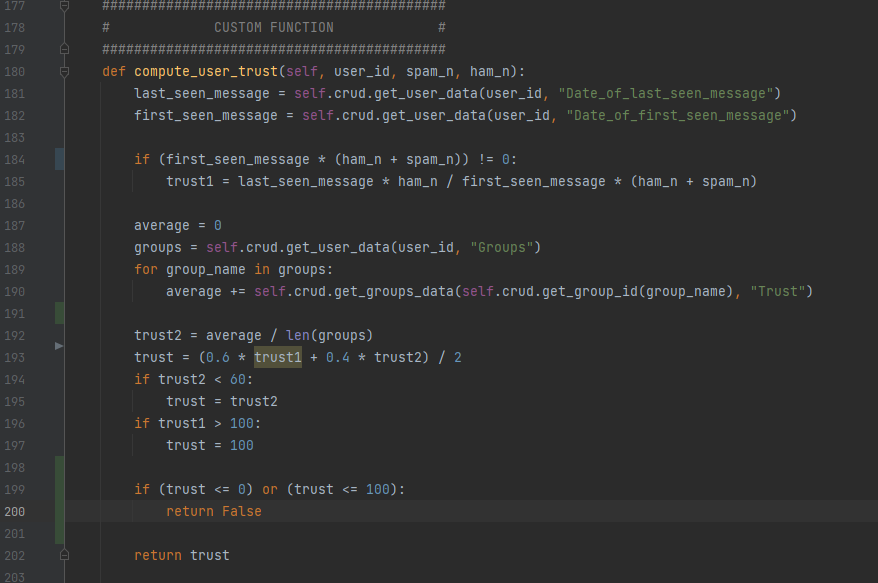 177 ###########################################
178 #             CUSTOM FUNCTION             #
179 ###########################################
180 def compute_user_trust(self, user_id, spam_n, ham_n):
181     last_seen_message = self.crud.get_user_data(user_id, "Date_of_last_seen_message")
182     first_seen_message = self.crud.get_user_data(user_id, "Date_of_first_seen_message")
183
184     if (first_seen_message * (ham_n + spam_n)) != 0:
185         trust1 = last_seen_message * ham_n / first_seen_message * (ham_n + spam_n)
186
187     average = 0
188     groups = self.crud.get_user_data(user_id, "Groups")
189     for group_name in groups:
190         average += self.crud.get_groups_data(self.crud.get_group_id(group_name), "Trust")
191
192     trust2 = average / len(groups)
193     trust = (0.6 * trust1 + 0.4 * trust2) / 2
194     if trust2 < 60:
195         trust = trust2
196     if trust1 > 100:
197         trust = 100
198
199     if (trust <= 0) or (trust <= 100):
200         return False
201
202     return trust
203